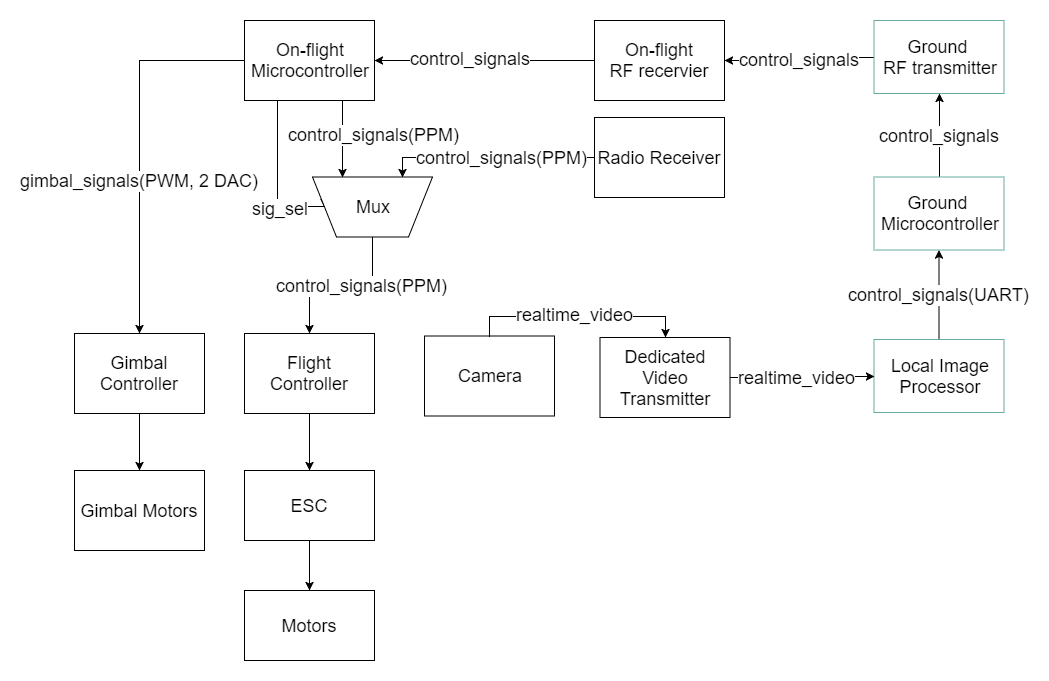 On-flight
Microcontroller
control_signals
On-flight
RF recervier
control_signals
Ground
RF transmitter
control_signals(PPM)
control_signals
control_signals(PPM)
Radio Receiver
gimbal_signals(PWM, 2 DAC)
sig_sel
Mux
Ground
Microcontroller
control_signals(PPM)
control_signals(UART)
realtime_video
Gimbal
Controller
Flight
Controller
Camera
Dedicated
Video
Transmitter
realtime_video
Local Image
Processor
Gimbal Motors
ESC
Motors